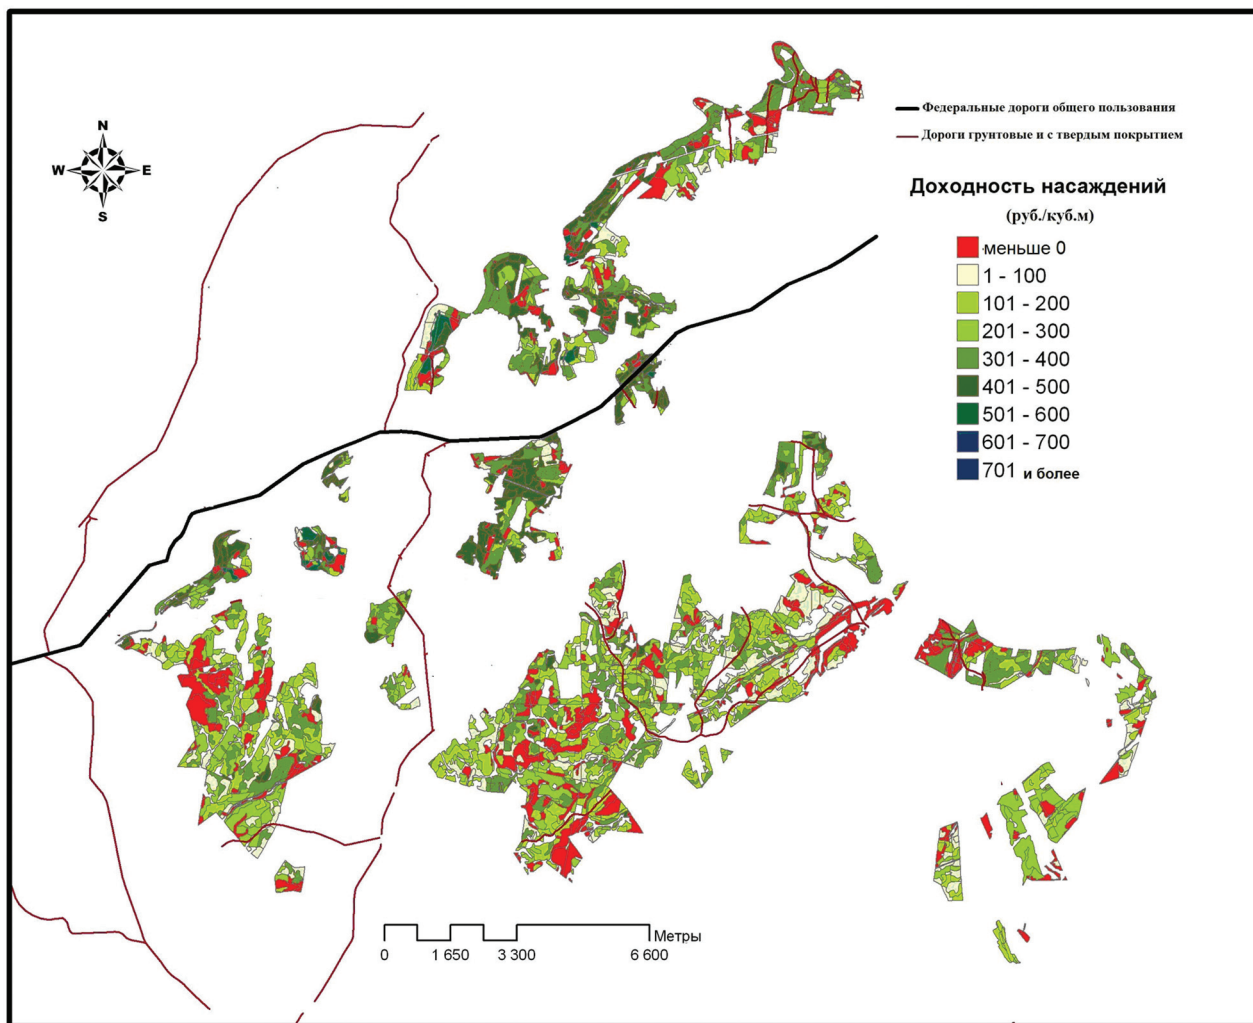 N
W E
S
Федеральные дороги общего пользования
Дороги грунтовые и с твердым покрытием
Доходность насаждений
(руб./куб.м)
меньше 0
1 - 100
101 - 200
201 - 300
301 - 400
401 - 500
501 - 600
601 - 700
701 и более
Метры
0 1 650 3 300 6 600